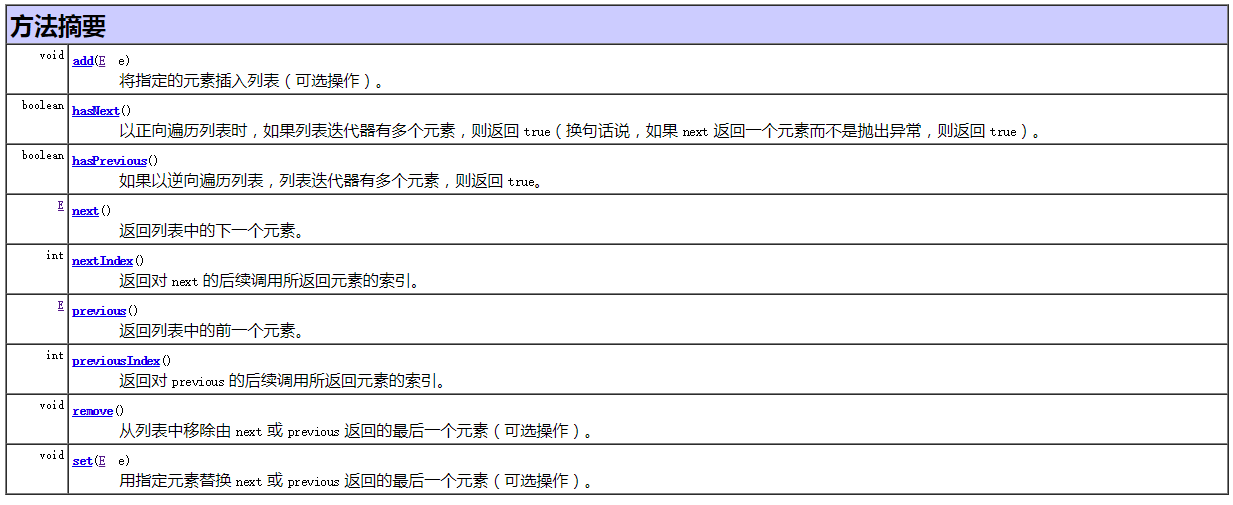 方法摘要
void add(E e)
将指定的元素插入列表（可选操作）。
boolean hasNext()
以正向遍历列表时，如果列表迭代器有多个元素，则返回 true（换句话说，如果 next 返回一个元素而不是抛出异常，则返回 true）。
boolean hasPrevious()
如果以逆向遍历列表，列表迭代器有多个元素，则返回 true。
E next()
返回列表中的下一个元素。
int nextIndex()
返回对 next 的后续调用所返回元素的索引。
E previous()
返回列表中的前一个元素。
int previousIndex()
返回对 previous 的后续调用所返回元素的索引。
void remove()
从列表中移除由 next 或 previous 返回的最后一个元素（可选操作）。
void set(E e)
用指定元素替换 next 或 previous 返回的最后一个元素（可选操作）。